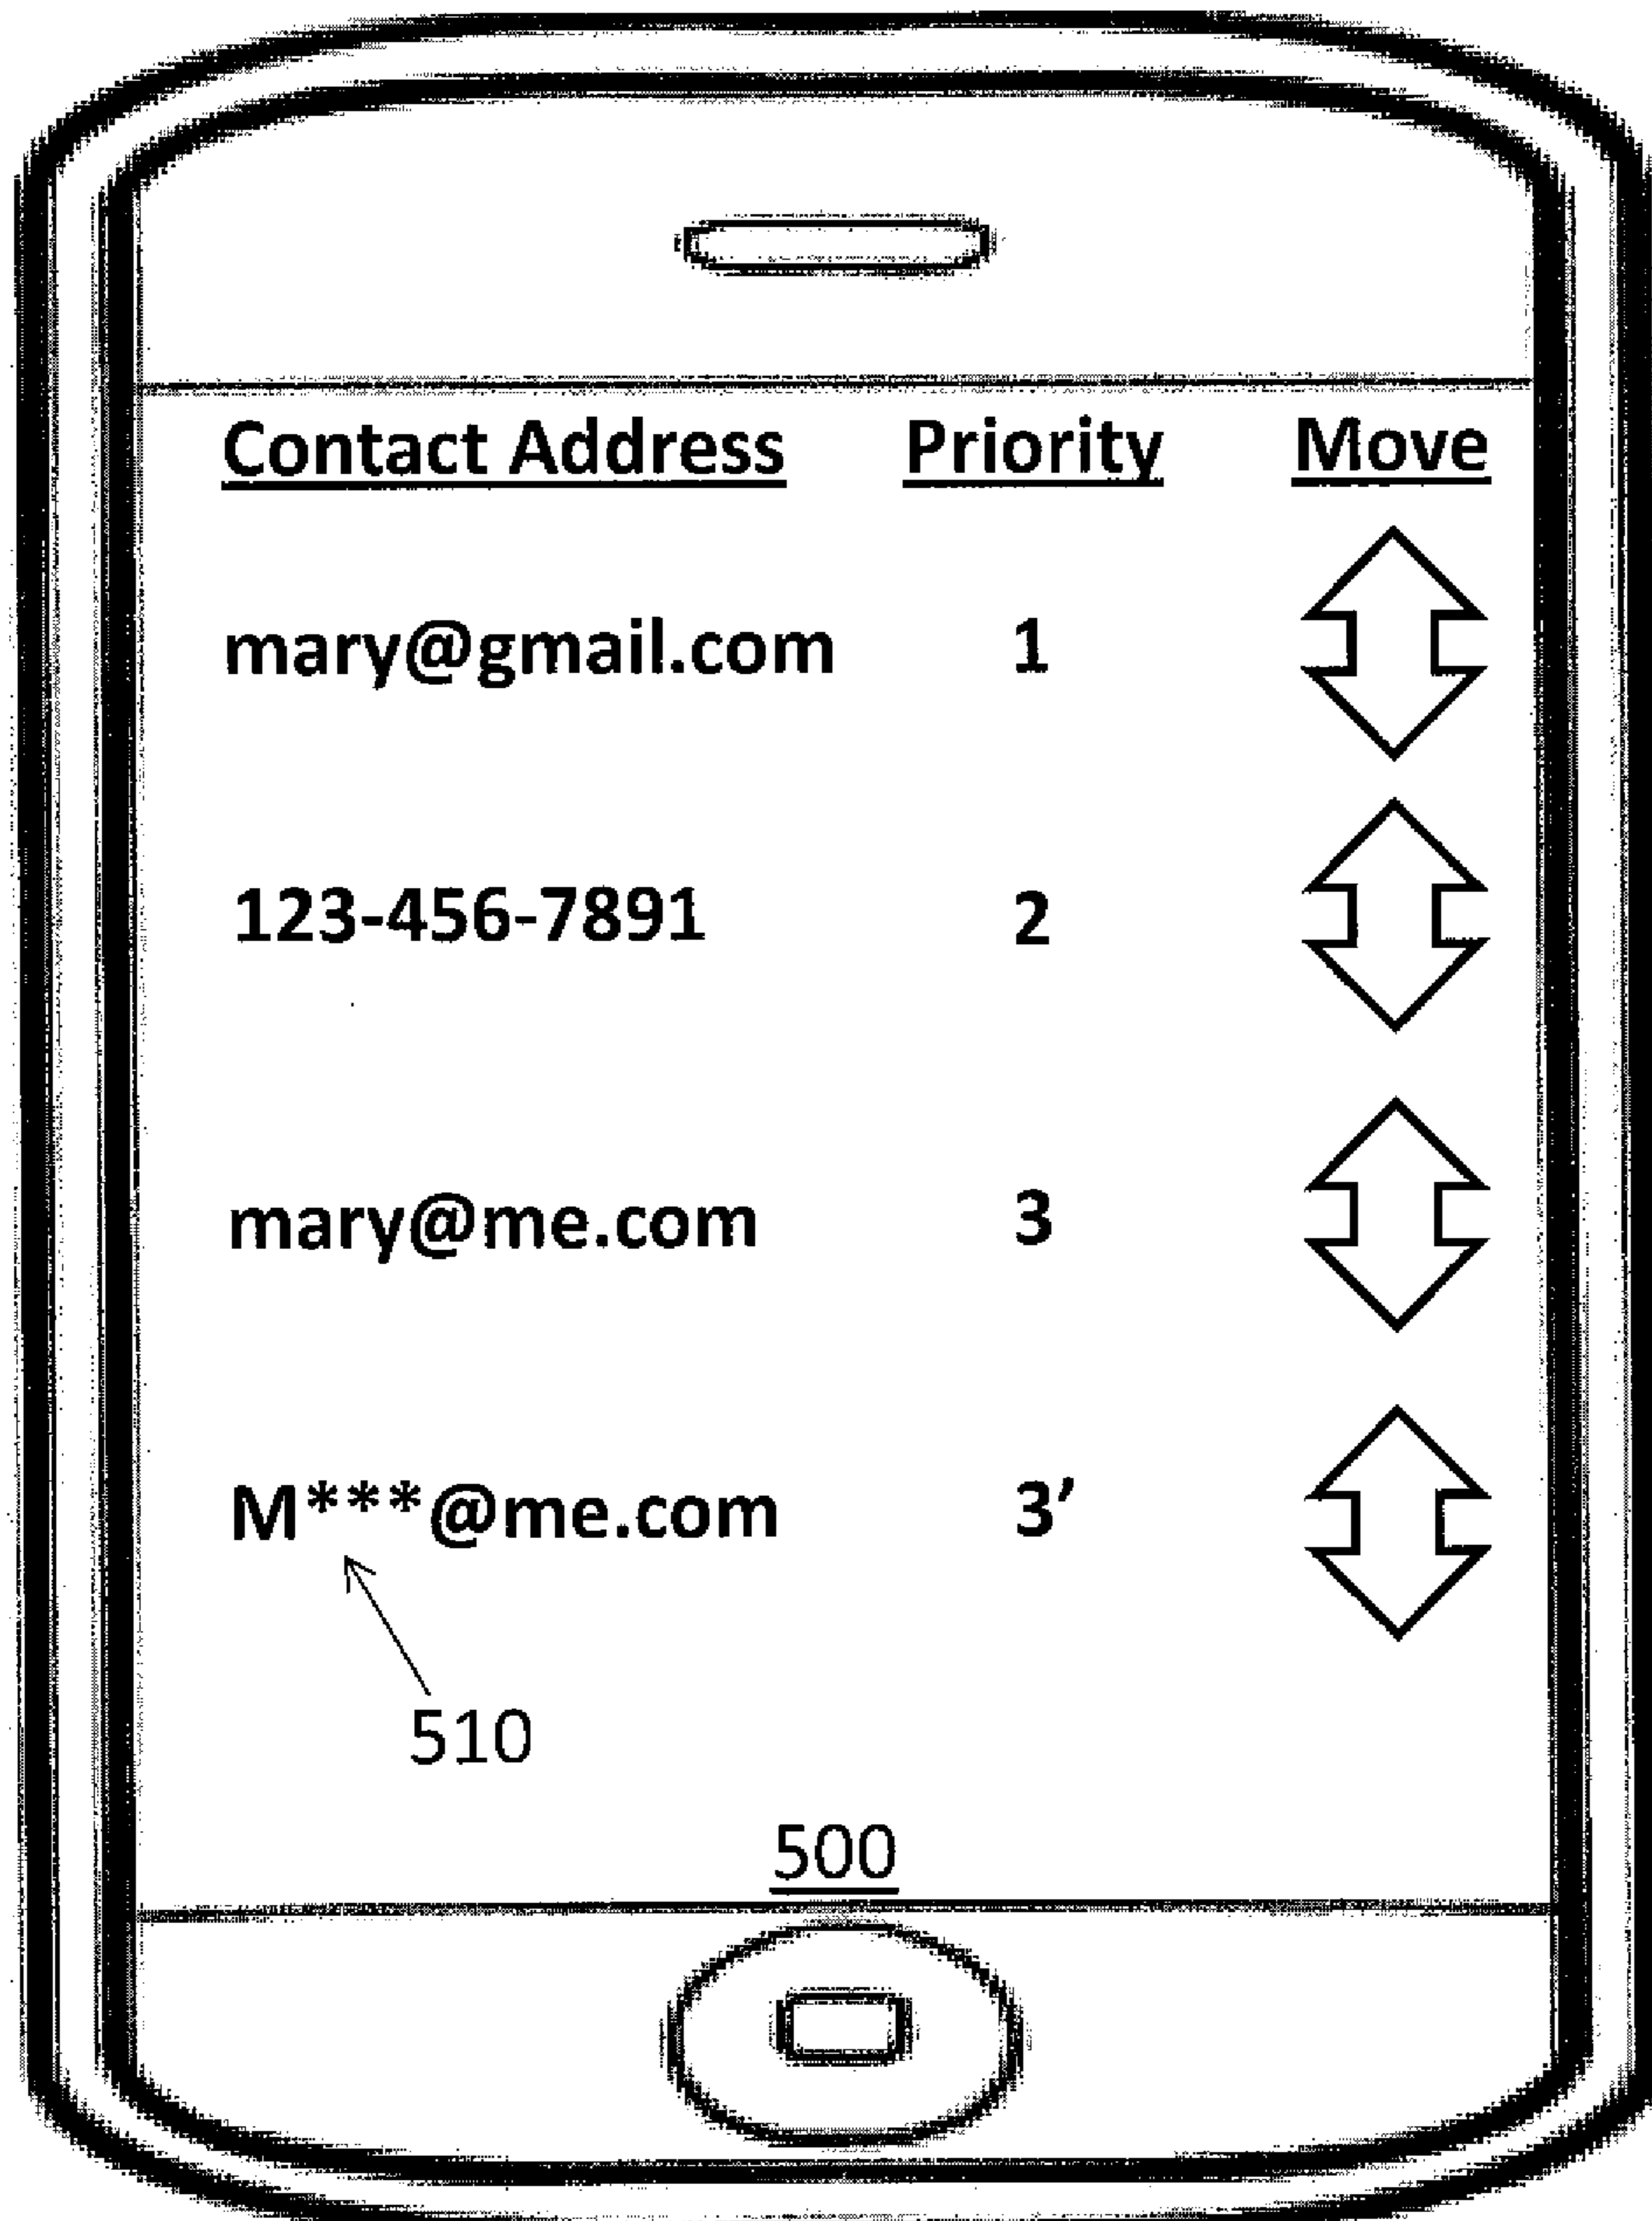 Contact Address Priority Move
mary@gmail.com 1
123-456-7891 2
mary@me.com 3
M***@me.com 3’
510
500